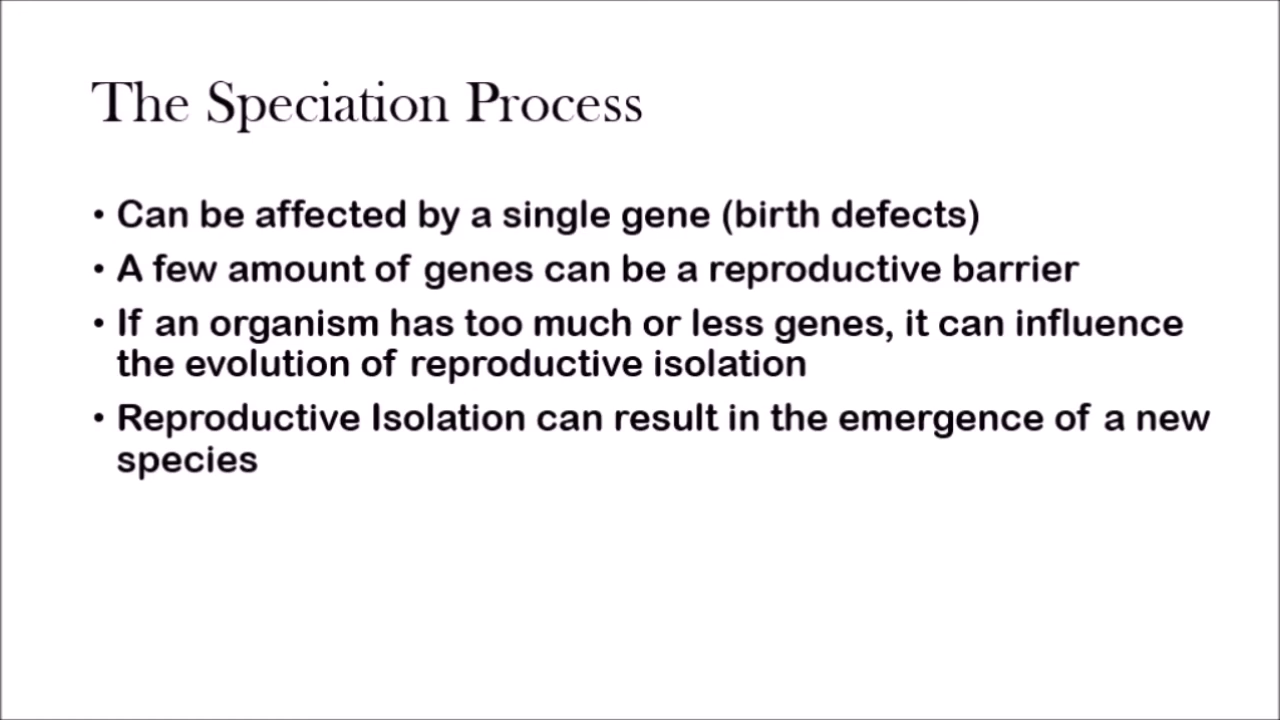 The Speciation Process
• Can be affected by a single gene (birth defects)
• A few amount of genes can be a reproductive barrier
• If an organism has too much or less genes, it can influence
the evolution of reproductive isolation
• Reproductive Isolation can result in the emergence of a new
species